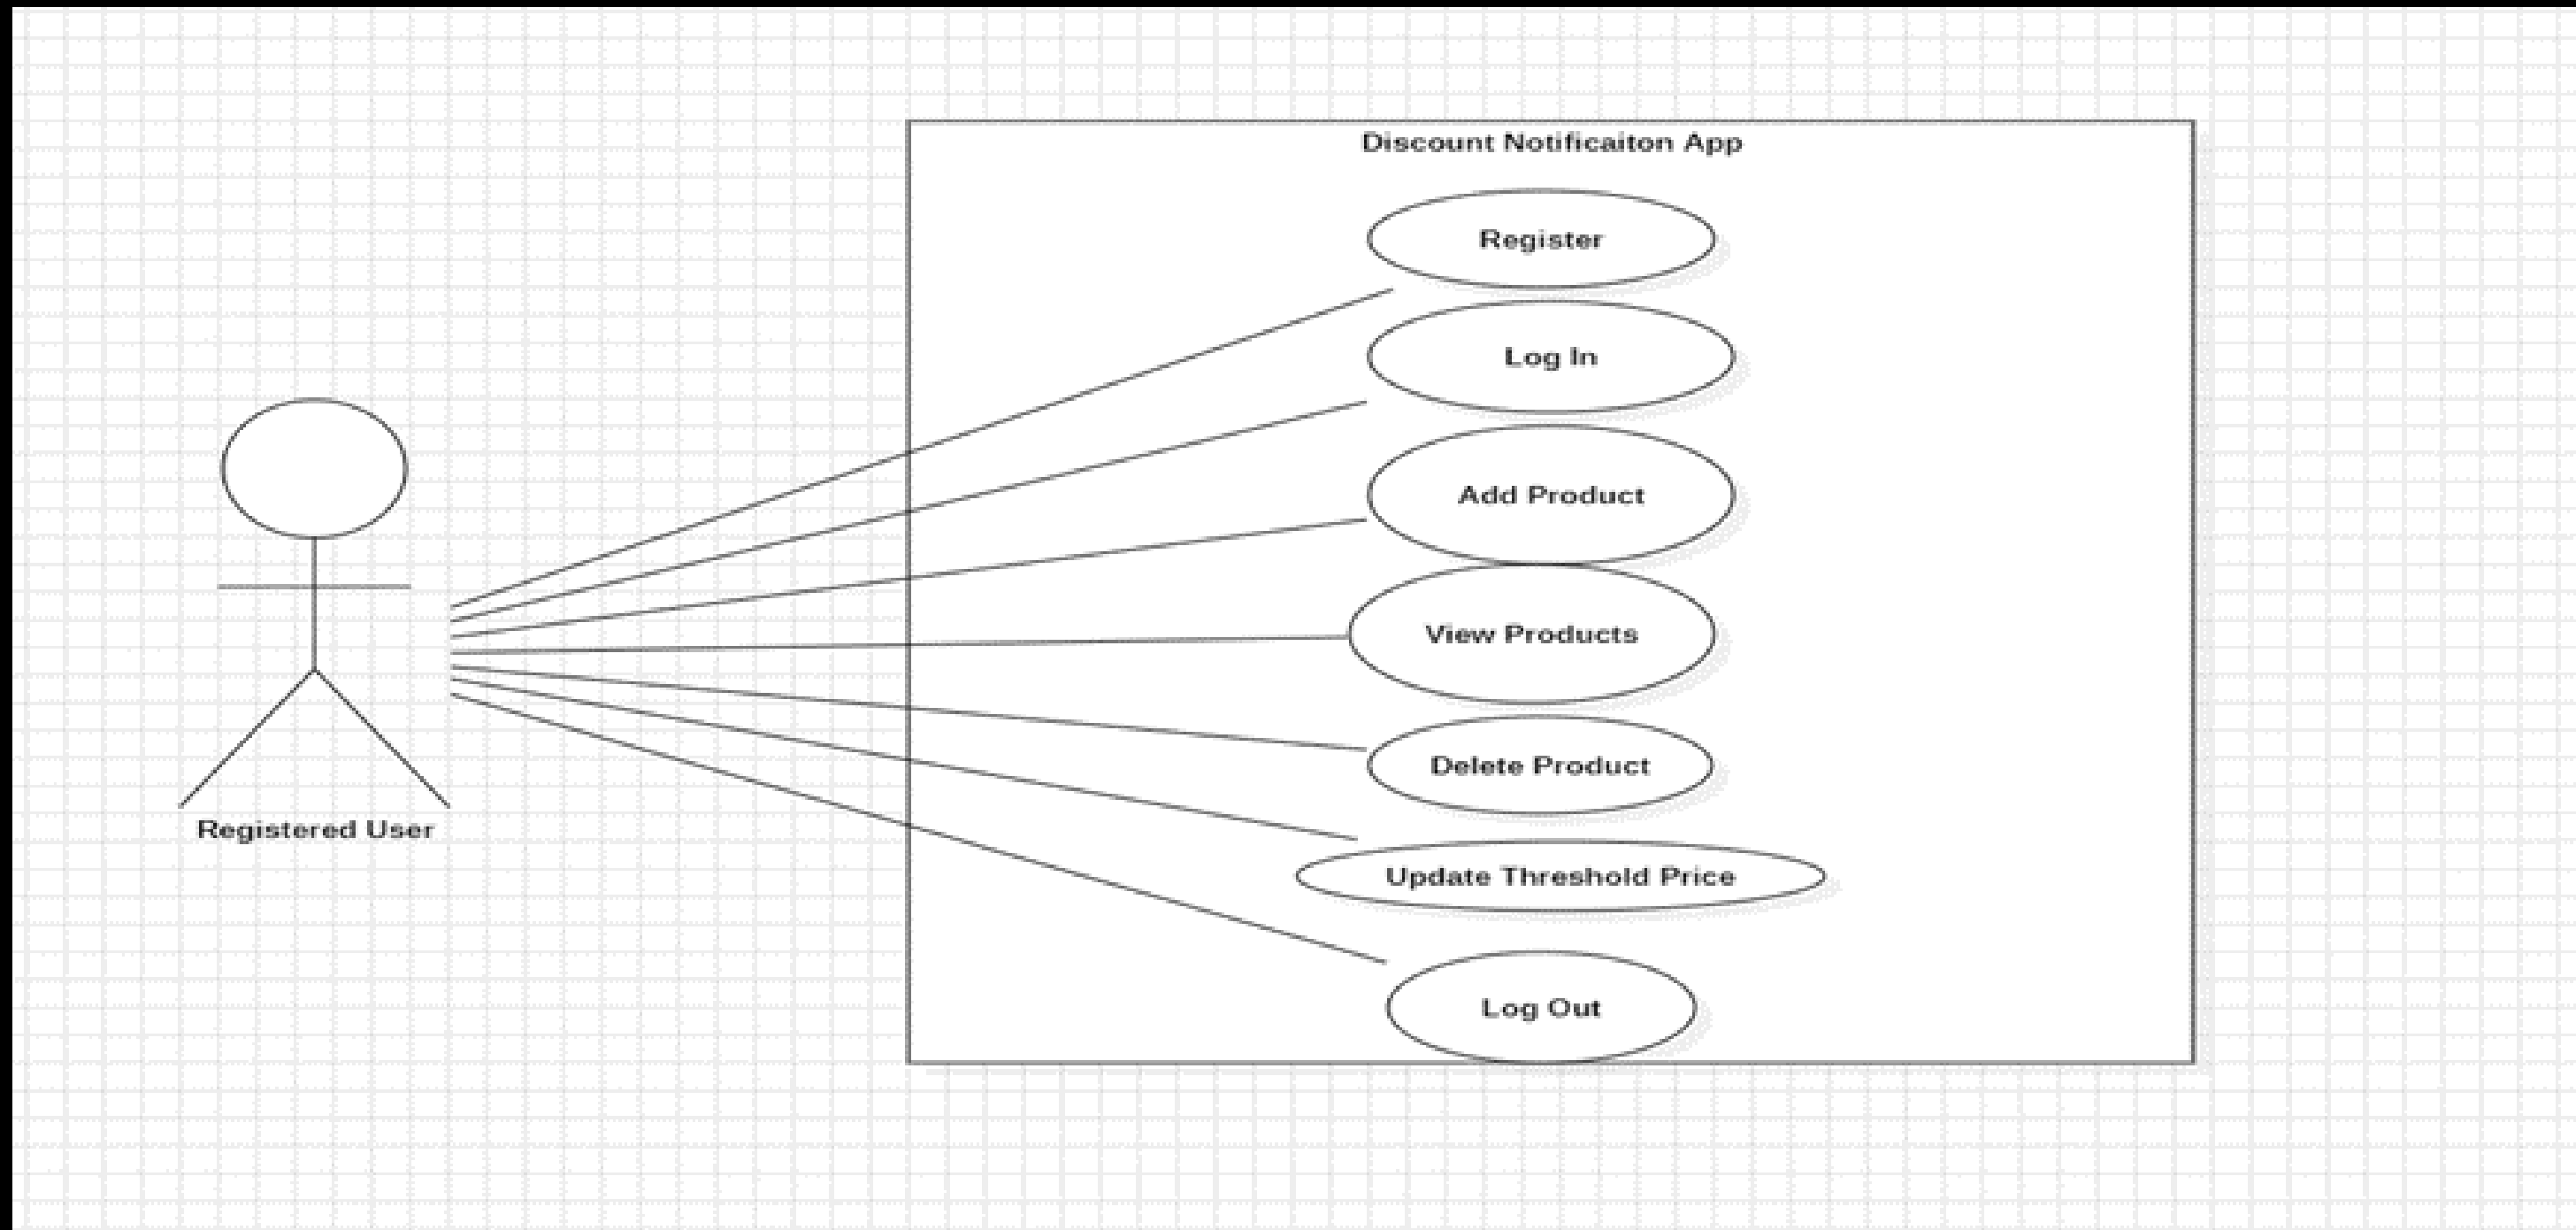 Discount Notificaiton App
Register
Log In
Add Product
View Products
Delete Product
Registered User
Update Threshold Price
Log Out